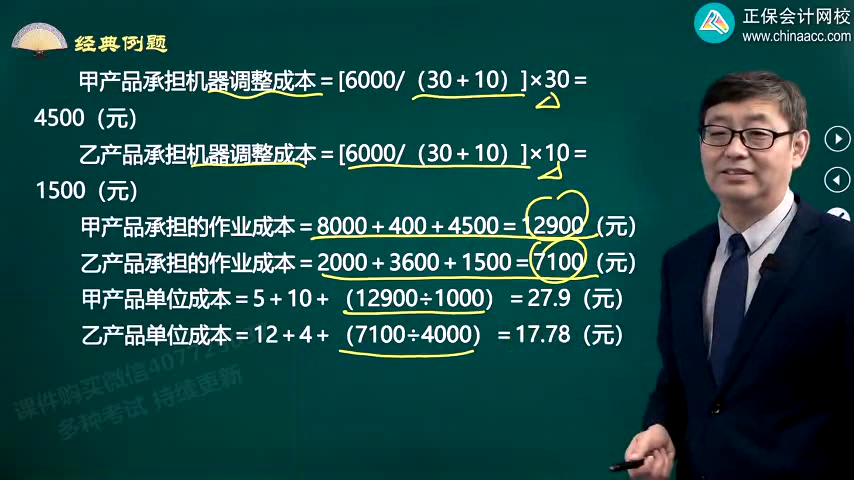 正保会计网校
www.chinaacc.com
经典例题
甲产品承担机器调整成本＝[6000/（30＋10）]×30＝
4500（元）
乙产品承担机器调整成本＝[6000/（30＋10）]×10＝
1500（元）
甲产品承担的作业成本＝8000＋400＋4500＝12900（元）
乙产品承担的作业成本＝2000＋3600＋1500＝7100（元）
甲产品单位成本＝5＋10＋（12900÷1000）＝27.9（元）
乙产品单位成本＝12＋4＋（7100÷4000）＝17.78（元）
课件购买微信
多种考试 持续更新